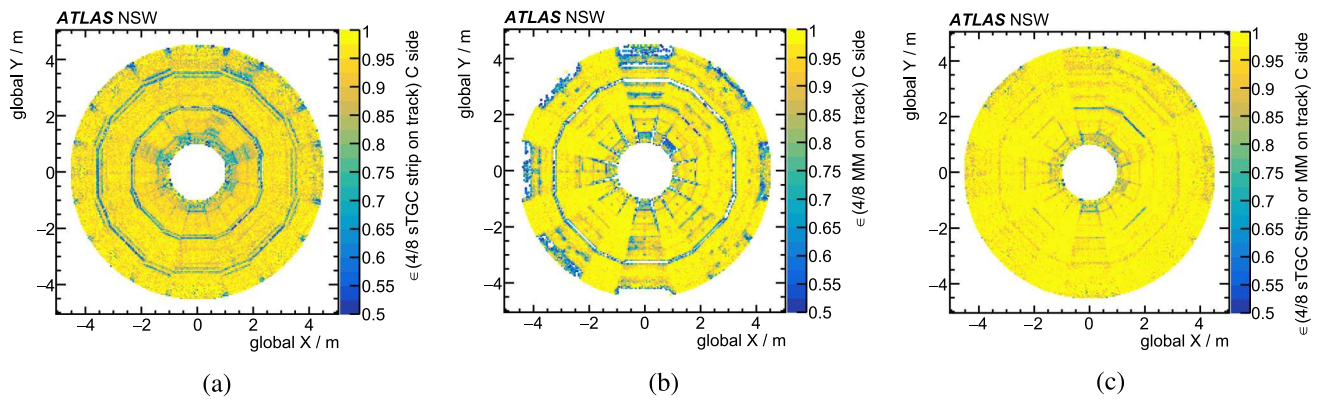 ATLAS NSW
global Y / m
4
2
0
−2
−4
−4 −2 0 2 4
global X / m
1
0.95
0.9
0.85
0.8
0.75
0.7
0.65
0.6
0.55
0.5
∈ (4/8 sTGC strip on track) C side
(a)
ATLAS NSW
global Y / m
4
2
0
−2
−4
−4 −2 0 2 4
global X / m
1
0.95
0.9
0.85
0.8
0.75
0.7
0.65
0.6
0.55
0.5
∈ (4/8 MM on track) C side
(b)
ATLAS NSW
global Y / m
4
2
0
−2
−4
−4 −2 0 2 4
global X / m
1
0.95
0.9
0.85
0.8
0.75
0.7
0.65
0.6
0.55
0.5
∈ (4/8 sTGC Strip or MM on track) C side
(c)